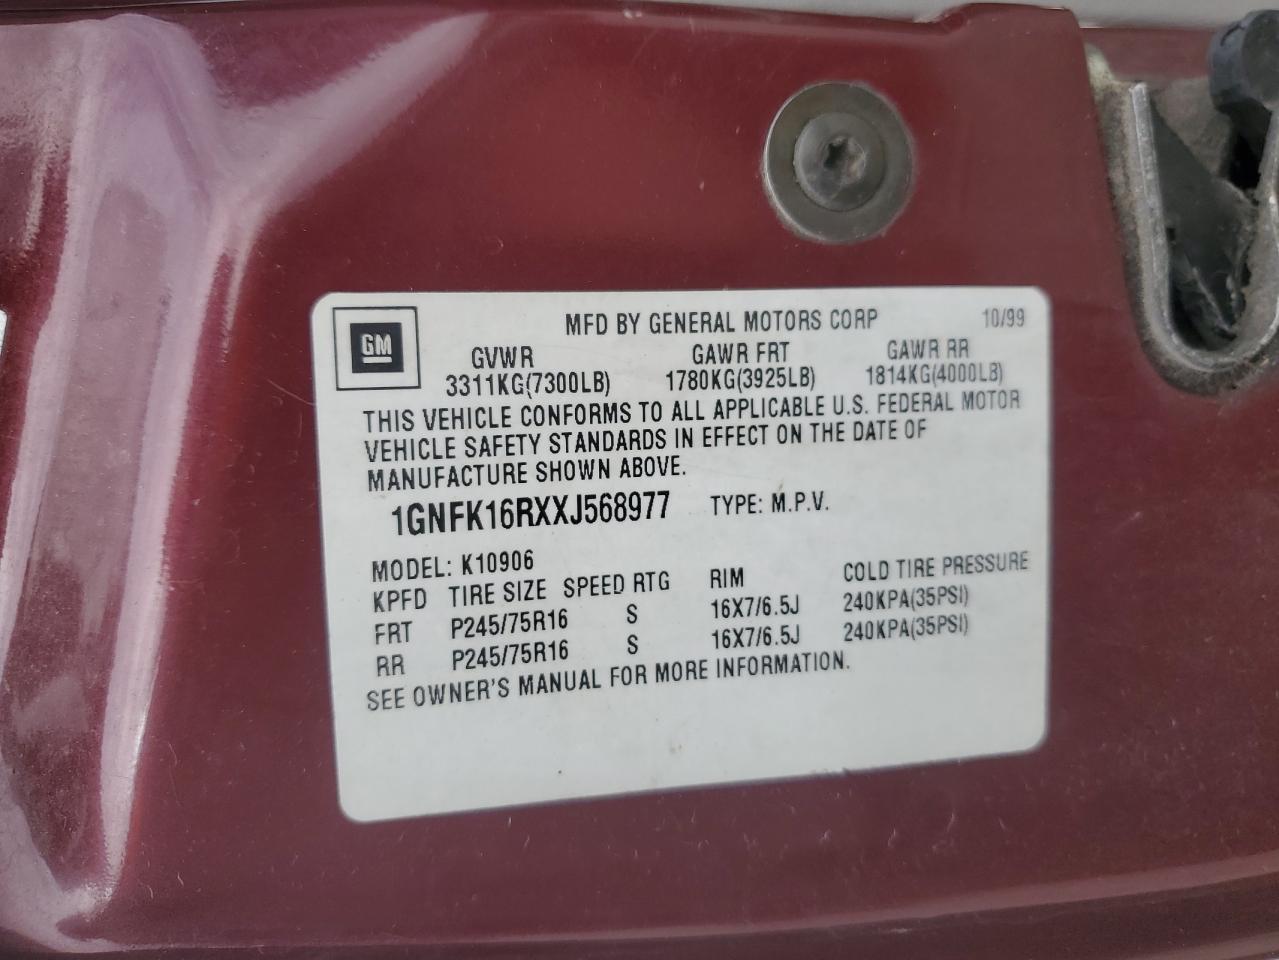 MFD BY GENERAL MOTORS CORP 10/99
GM
GVWR GAWR FRT GAWR RR
3311KG(7300LB) 1780KG(3925LB) 1814KG(4000LB)
THIS VEHICLE CONFORMS TO ALL APPLICABLE U.S. FEDERAL MOTOR
VEHICLE SAFETY STANDARDS IN EFFECT ON THE DATE OF
MANUFACTURE SHOWN ABOVE.
1GNFK16RXXJ568977 TYPE: M.P.V.
MODEL: K10906
KPFD TIRE SIZE SPEED RTG RIM COLD TIRE PRESSURE
FRT P245/75R16 S 16X7/6.5J 240KPA(35PSI)
RR P245/75R16 S 16X7/6.5J 240KPA(35PSI)
SEE OWNER'S MANUAL FOR MORE INFORMATION.